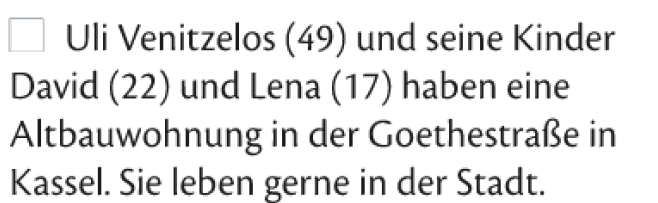 ☐ Uli Venitzelos (49) und seine Kinder
David (22) und Lena (17) haben eine
Altbauwohnung in der Goethestraße in
Kassel. Sie leben gerne in der Stadt.